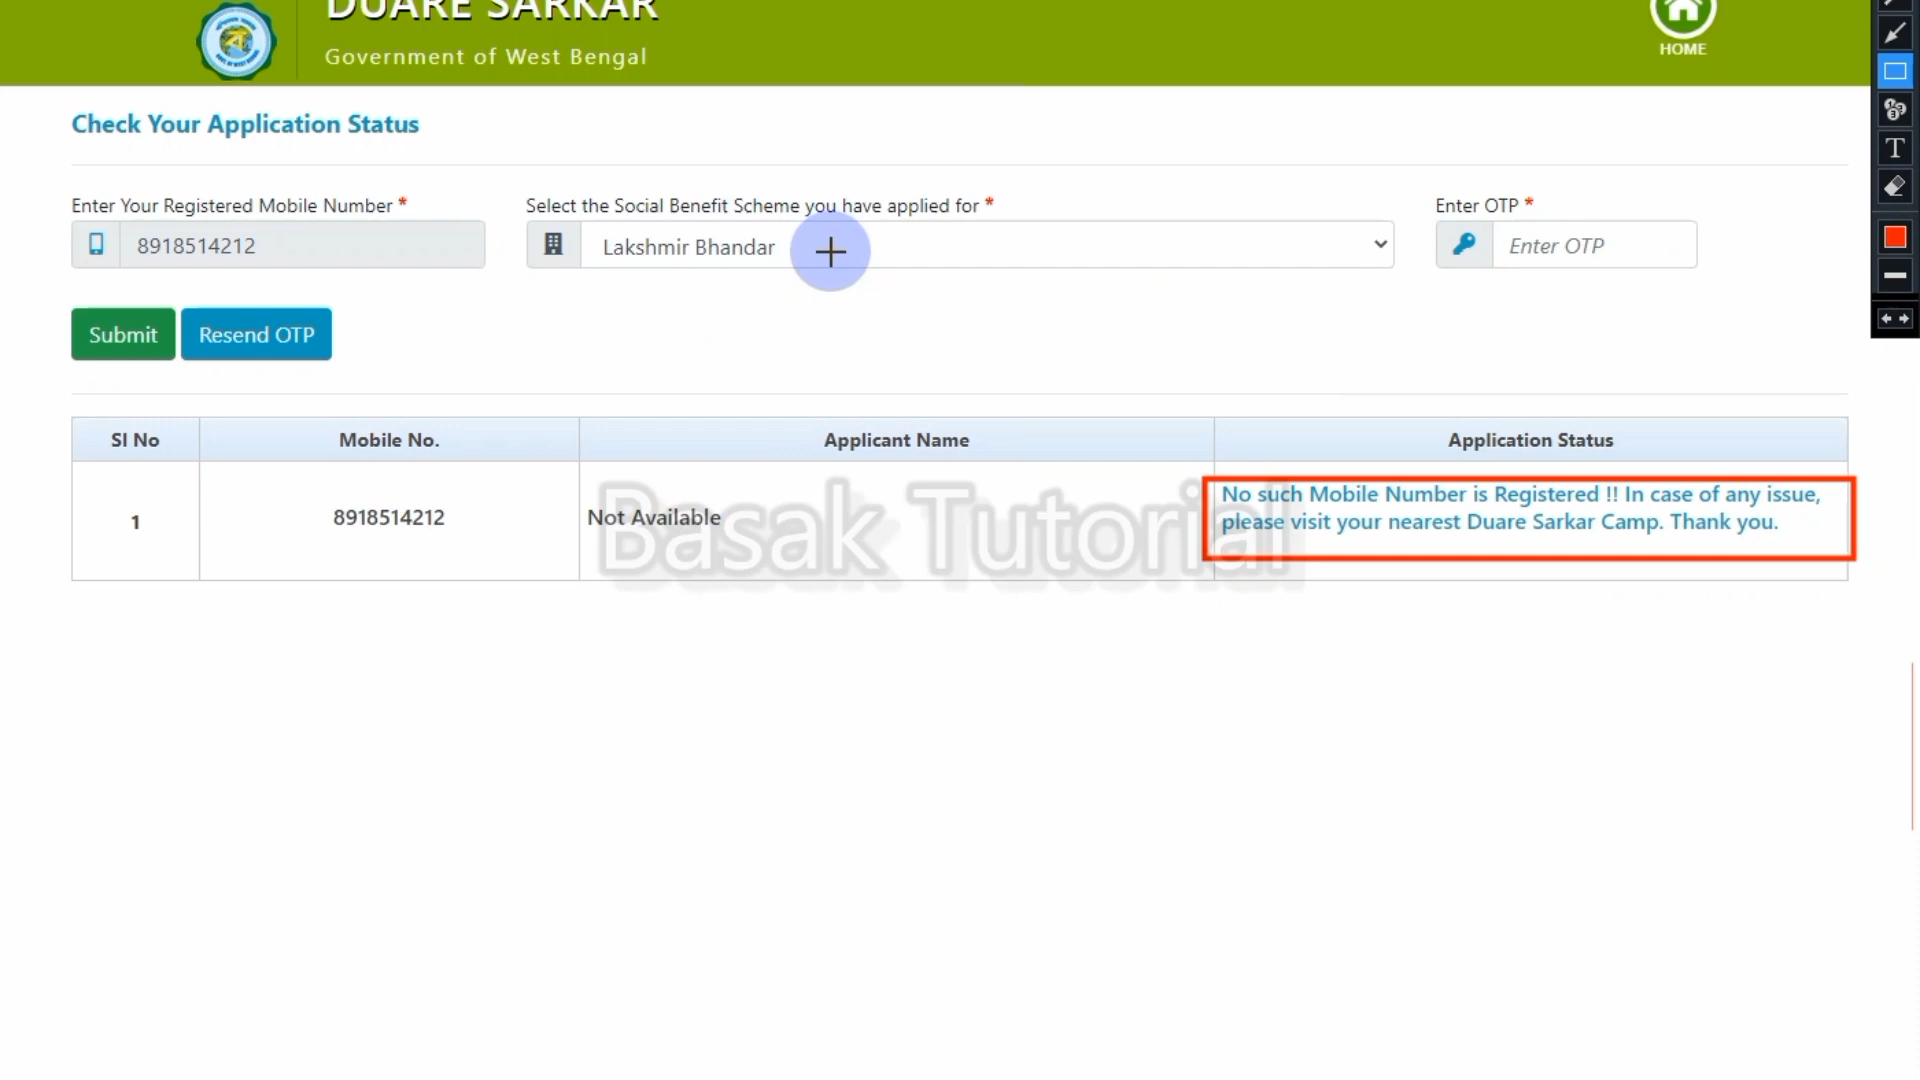 DUARE SARKAR
Government of West Bengal
HOME
Check Your Application Status
Enter Your Registered Mobile Number *
Select the Social Benefit Scheme you have applied for *
Enter OTP *
8918514212
Lakshmir Bhandar
Enter OTP
Submit
Resend OTP
Sl No
Mobile No.
Applicant Name
Application Status
1
8918514212
Not Available
No such Mobile Number is Registered !! In case of any issue,
please visit your nearest Duare Sarkar Camp. Thank you.
Basak Tutorial
T